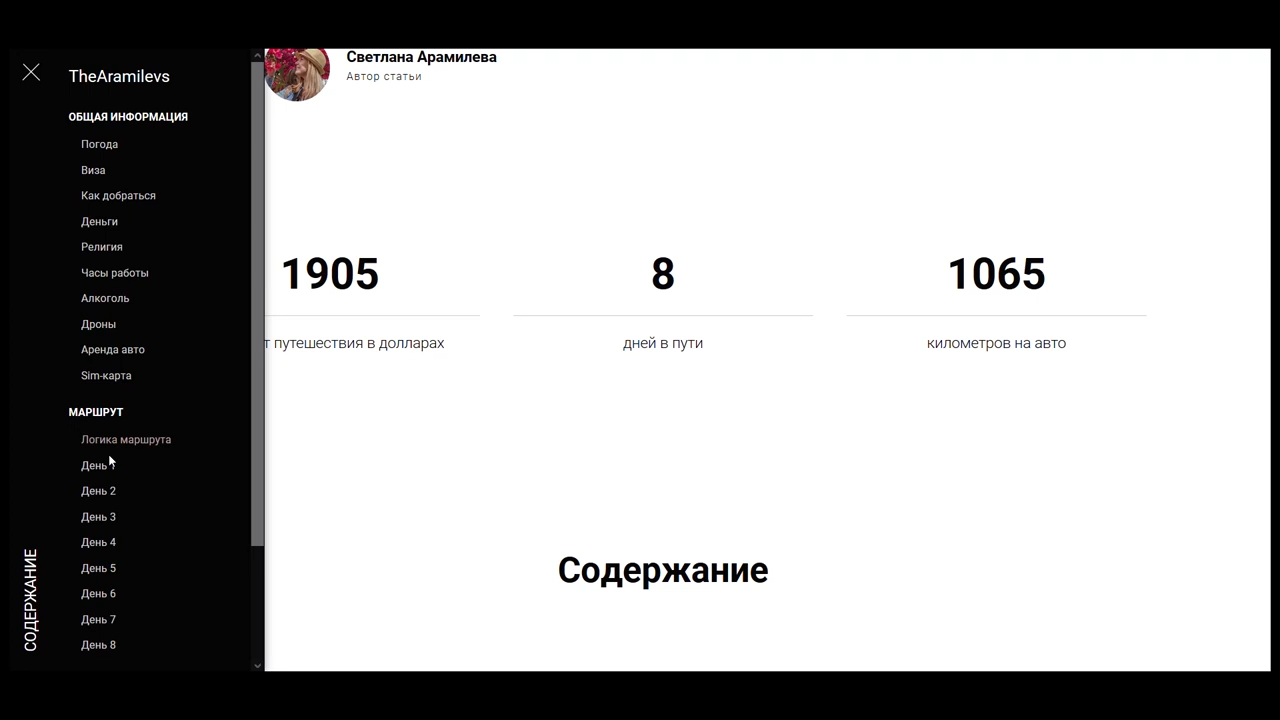 TheAramilevs
ОБЩАЯ ИНФОРМАЦИЯ
Погода
Виза
Как добраться
Деньги
Религия
Часы работы
Алкоголь
Дроны
Аренда авто
Sim-карта
МАРШРУТ
Логика маршрута
День 1
День 2
День 3
День 4
День 5
День 6
День 7
День 8
СОДЕРЖАНИЕ
Светлана Арамилева
Автор статьи
1905
т путешествия в долларах
8
дней в пути
1065
километров на авто
Содержание